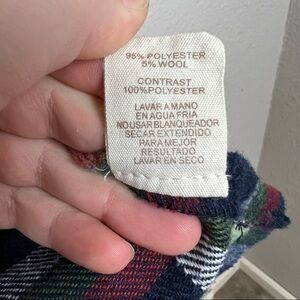 95% POLYESTER
5% WOOL
CONTRAST
100%POLYESTER
LAVAR A MANO
EN AGUA FRIA
NO USAR BLANQUEADOR
SECAR EXTENDIDO
PARA MEJOR
RESULTADO
LAVAR EN SECO